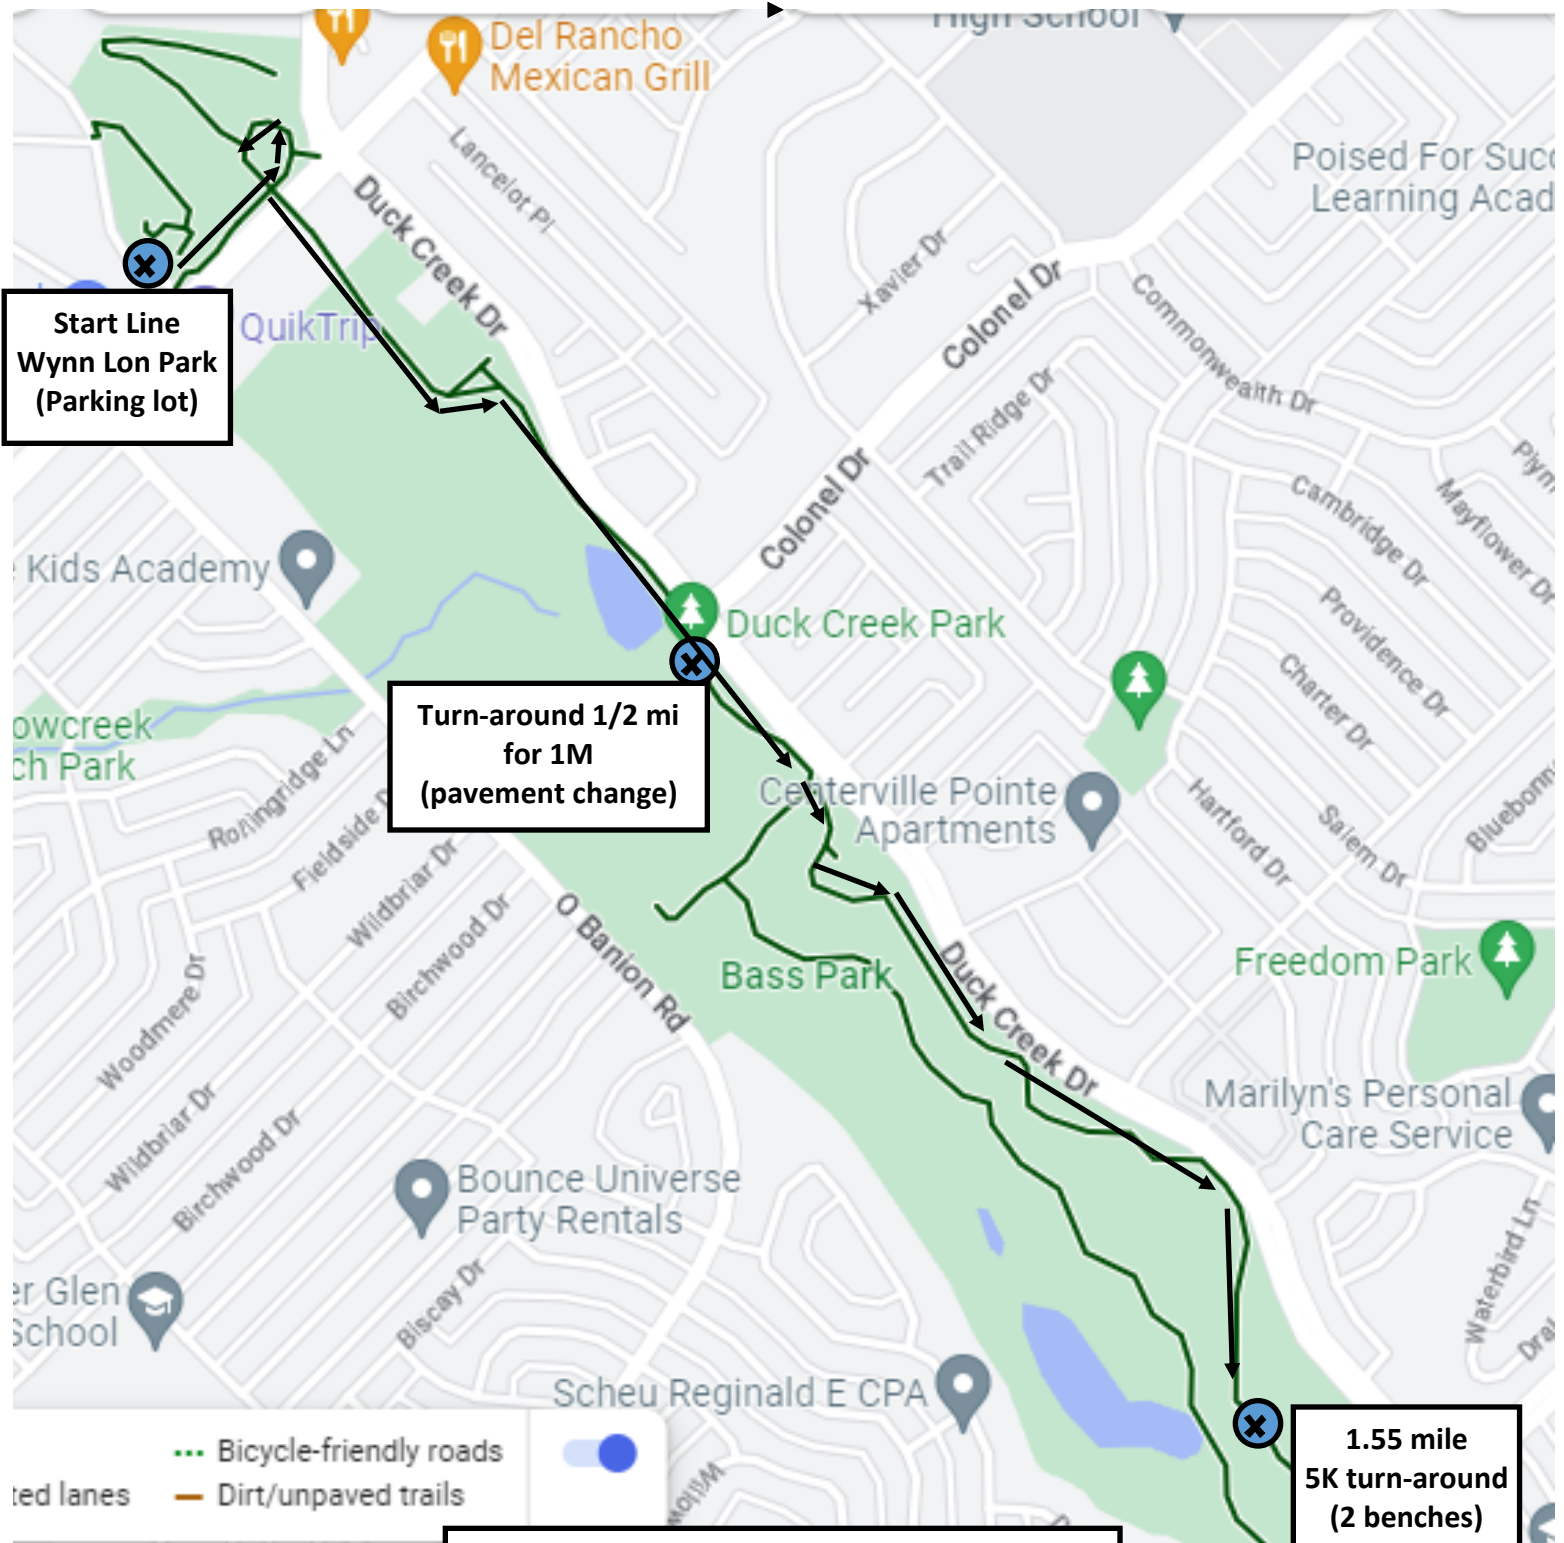 High School
Del Rancho
Mexican Grill
Lancelot Pl
Poised For Succ
Learning Acad
Duck Creek Dr
Xavier Dr
Colonel Dr
Commonwealth Dr
Start Line
Wynn Lon Park
(Parking lot)
QuikTrip
Trail Ridge Dr
Colonel Dr
Cambridge Dr
Mayflower Dr
Plym
e Kids Academy
Duck Creek Park
Providence Dr
Charter Dr
owcreek
ch Park
Rollingridge Ln
Fieldside D
Turn-around 1/2 mi
for 1M
(pavement change)
Centerville Pointe
Apartments
Hartford Dr
Salem Dr
Bluebonn
Wildbriar Dr
Birchwood Dr
O Banion Rd
Woodmere Dr
Bass Park
Duck Creek Dr
Freedom Park
Wildbriar Dr
Birchwood Dr
Marilyn's Personal
Care Service
Bounce Universe
Party Rentals
Waterbird Ln
Biscay Dr
er Glen
School
Scheu Reginald E CPA
Bicycle-friendly roads
ted lanes
Dirt/unpaved trails
1.55 mile
5K turn-around
(2 benches)